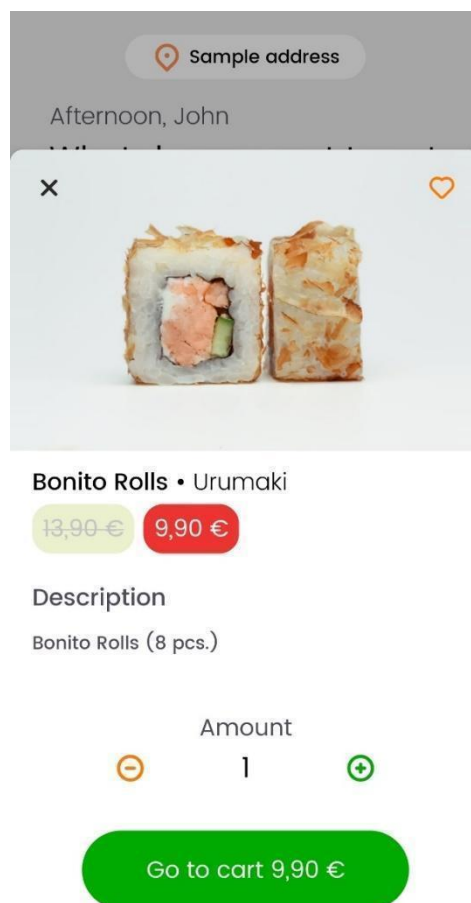 Sample address
Afternoon, John
Bonito Rolls • Urumaki
13,90 € 9,90 €
Description
Bonito Rolls (8 pcs.)
Amount
1
Go to cart 9,90 €